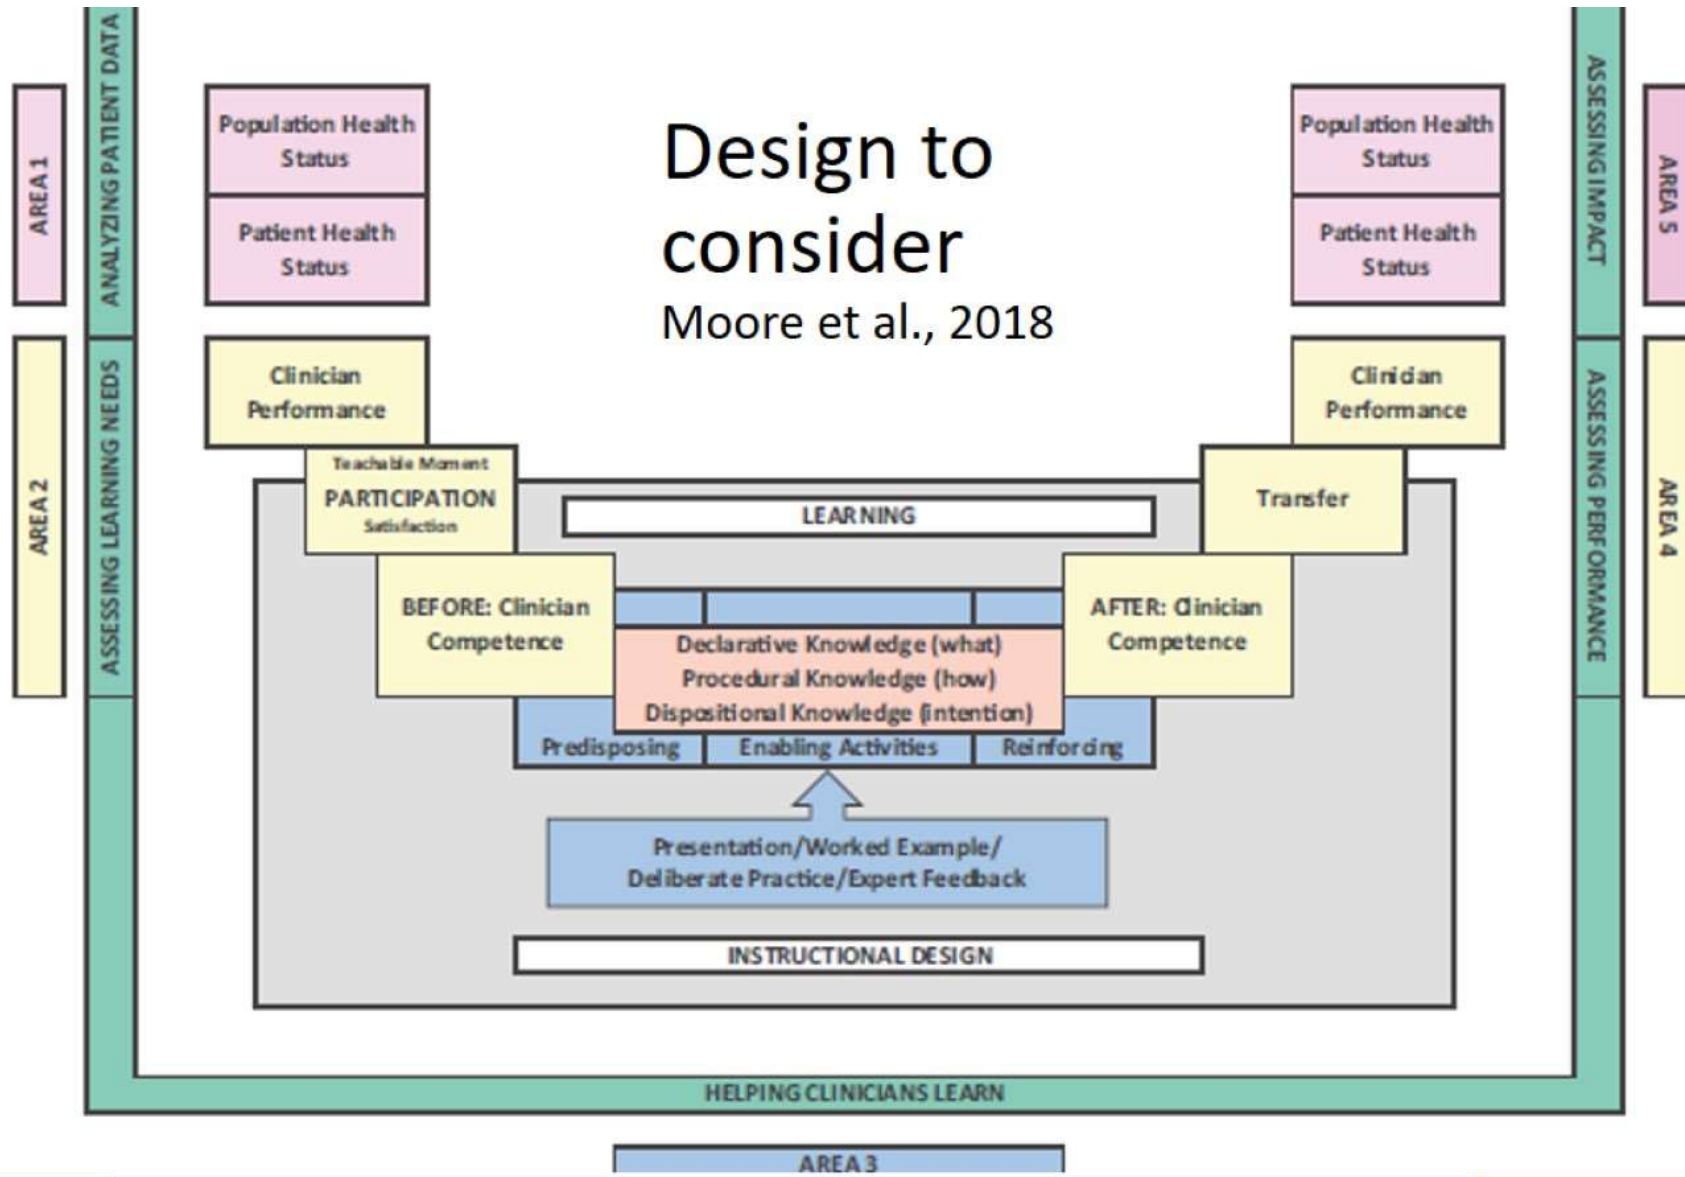 Design to
consider
Moore et al., 2018
AREA 1
ANALYZING PATIENT DATA
Population Health
Status
Patient Health
Status
AREA 2
ASSESSING LEARNING NEEDS
Clinician
Performance
Teachable Moment
PARTICIPATION
Satisfaction
BEFORE: Clinician
Competence
LEARNING
Declarative Knowledge (what)
Procedural Knowledge (how)
Dispositional Knowledge (intention)
Predisposing
Enabling Activities
Reinforcing
Presentation/Worked Example/
Deliberate Practice/Expert Feedback
INSTRUCTIONAL DESIGN
AFTER: Clinician
Competence
Transfer
Clinician
Performance
Population Health
Status
Patient Health
Status
ASSESSING IMPACT
AREA 5
ASSESSING PERFORMANCE
AREA 4
HELPING CLINICIANS LEARN
AREA 3